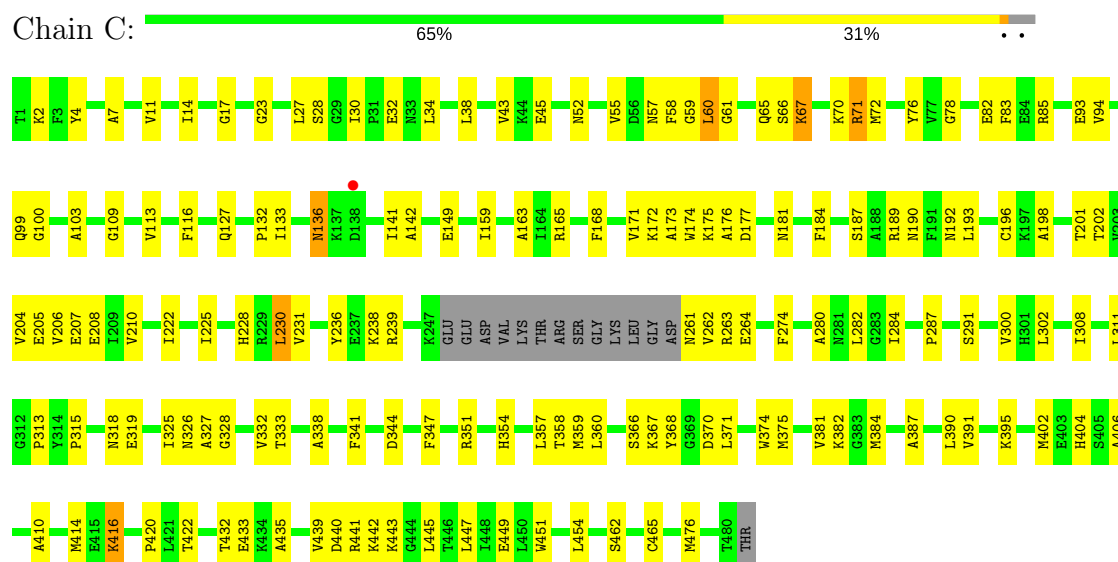 Chain C:
65% 31% • •
T1 K2 F3 Y4 A7 V11 I14 G17 G23 L27 S28 G29 I30 P31 E32 N33 L34 L38 V43 K44 E45 N52 V55 D56 N57 F58 G59 L60 G61 Q65 S66 K67 K70 R71 M72 Y76 V77 G78 E82 F83 E84 R85 E93 V94
Q99 G100 A103 G109 V113 F116 Q127 P132 I133 N136 K137 D138 I141 A142 E149 I159 A163 I164 R165 F168 V171 K172 A173 W174 K175 A176 D177 N181 F184 S187 A188 R189 N190 F191 N192 L193 C196 K197 A198 T201 T202 V203
V204 E205 V206 E207 E208 I209 V210 I222 I225 H228 R229 L230 V231 Y236 E237 K238 R239 K247 GLU GLU ASP VAL LYS THR ARG SER GLY LYS LEU GLY ASP N261 V262 R263 E264 F274 A280 N281 L282 G283 I284 P287 S291 V300 H301 L302 I308 L311
G312 P313 Y314 P315 N318 E319 I325 N326 A327 G328 V332 T333 A338 F341 D344 F347 R351 H354 L357 T358 M359 L360 S366 K367 Y368 G369 D370 L371 W374 M375 V381 K382 G383 M384 A387 L390 V391 K395 M402 E403 H404 S405 A406
A410 M414 E415 K416 P420 L421 T422 T432 E433 K434 A435 V439 D440 R441 K442 K443 G444 L445 T446 L447 I448 E449 L450 W451 L454 S462 C465 M476 T480 THR